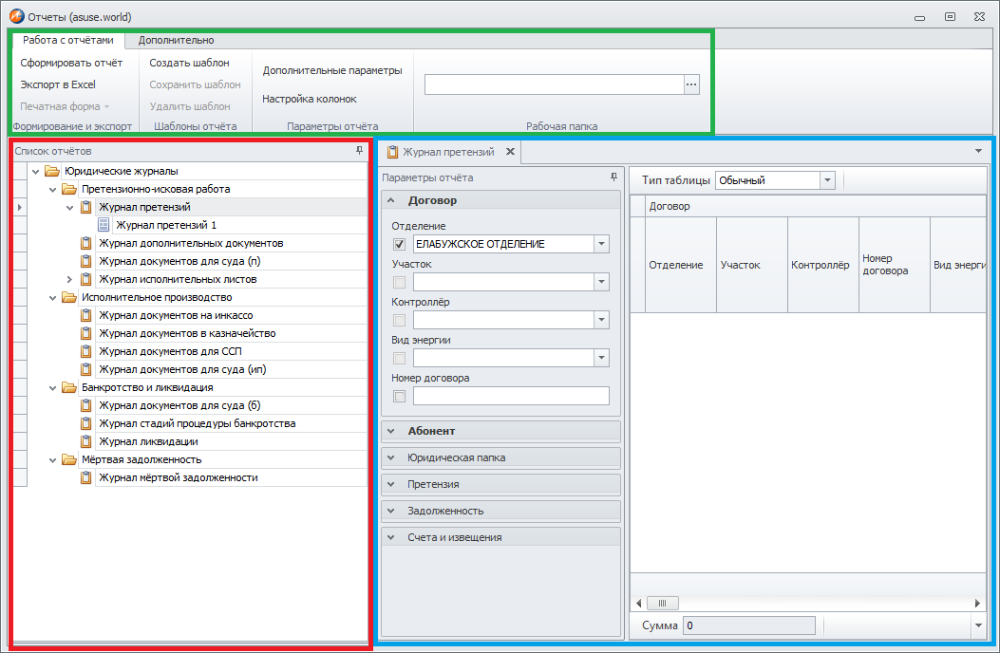 Отчеты (asuse.world)
Работа с отчётами Дополнительно
Сформировать отчёт
Экспорт в Excel
Печатная форма
Формирование и экспорт
Создать шаблон
Сохранить шаблон
Удалить шаблон
Шаблоны отчёта
Дополнительные параметры
Настройка колонок
Параметры отчёта
...
Рабочая папка
Список отчётов
Юридические журналы
Претензионно-исковая работа
Журнал претензий
Журнал претензий 1
Журнал дополнительных документов
Журнал документов для суда (п)
Журнал исполнительных листов
Исполнительное производство
Журнал документов на инкассо
Журнал документов в казначейство
Журнал документов для ССП
Журнал документов для суда (ип)
Банкротство и ликвидация
Журнал документов для суда (б)
Журнал стадий процедуры банкротства
Журнал ликвидации
Мёртвая задолженность
Журнал мёртвой задолженности
Журнал претензий
Параметры отчёта
Договор
Отделение
ЕЛАБУЖСКОЕ ОТДЕЛЕНИЕ
Участок
Контроллёр
Вид энергии
Номер договора
Абонент
Юридическая папка
Претензия
Задолженность
Счета и извещения
Тип таблицы Обычный
Договор
Отделение
Участок
Контроллёр
Номер
договора
Вид энерги
Сумма 0